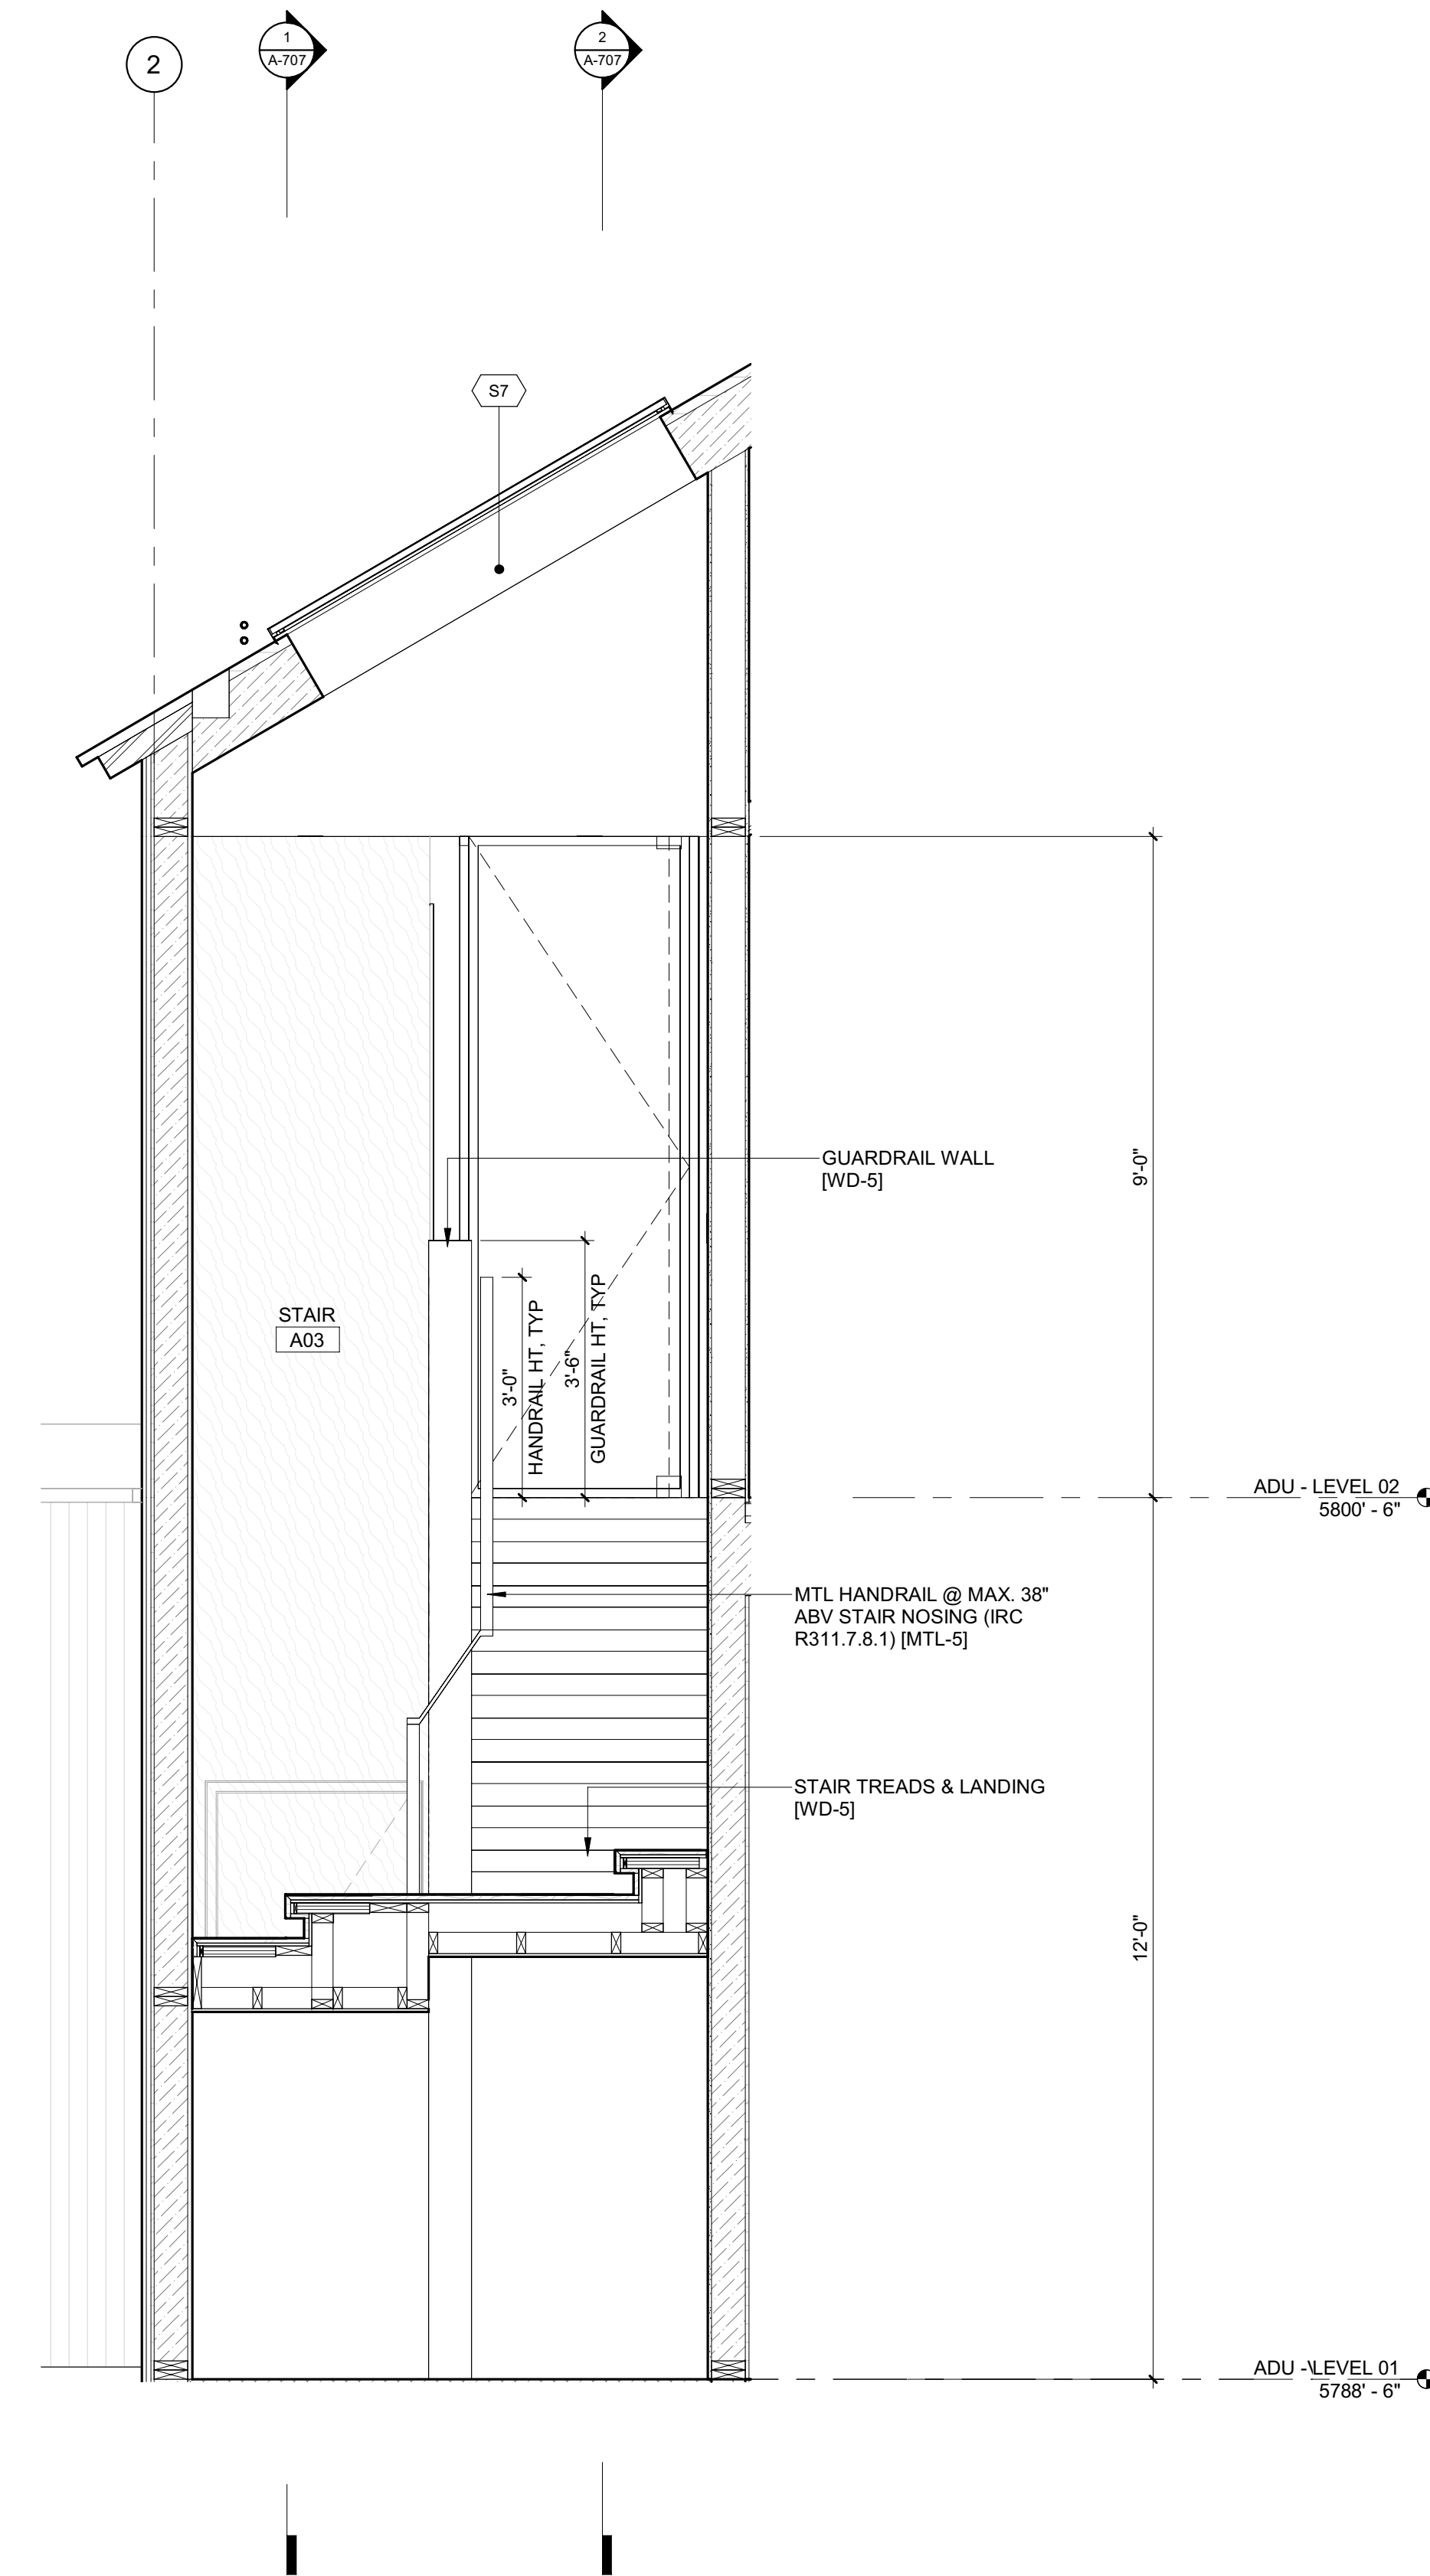 2
1
A-707
2
A-707
S7
GUARDRAIL WALL
[WD-5]
9'-0"
STAIR
A03
3'-0"
HANDRAIL HT, TYP
3'-6"
GUARDRAIL HT, TYP
ADU - LEVEL 02
5800' - 6"
MTL HANDRAIL @ MAX. 38"
ABV STAIR NOSING (IRC
R311.7.8.1) [MTL-5]
STAIR TREADS & LANDING
[WD-5]
12'-0"
ADU - LEVEL 01
5788' - 6"